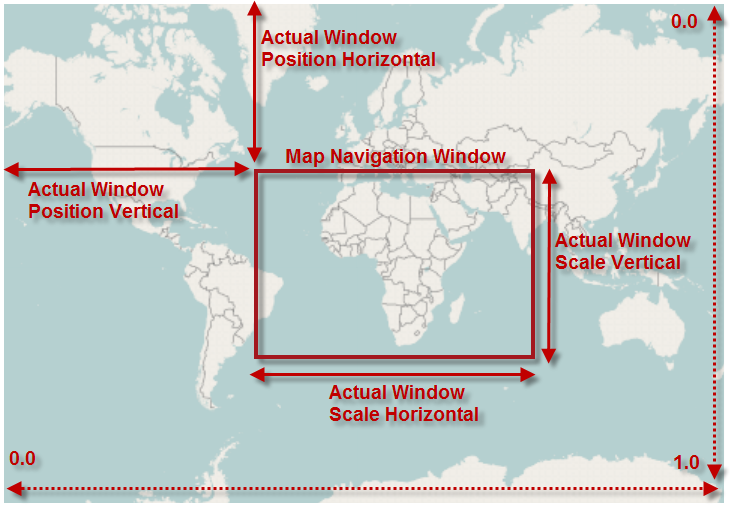 0.0
Actual Window
Position Horizontal
Map Navigation Window
Actual Window
Position Vertical
Actual Window
Scale Vertical
Actual Window
Scale Horizontal
0.0
1.0